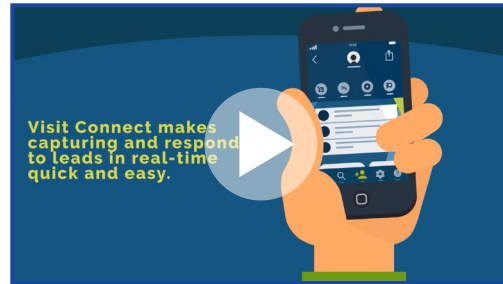 Visit Connect makes
capturing and respond
to leads in real-time
quick and easy.